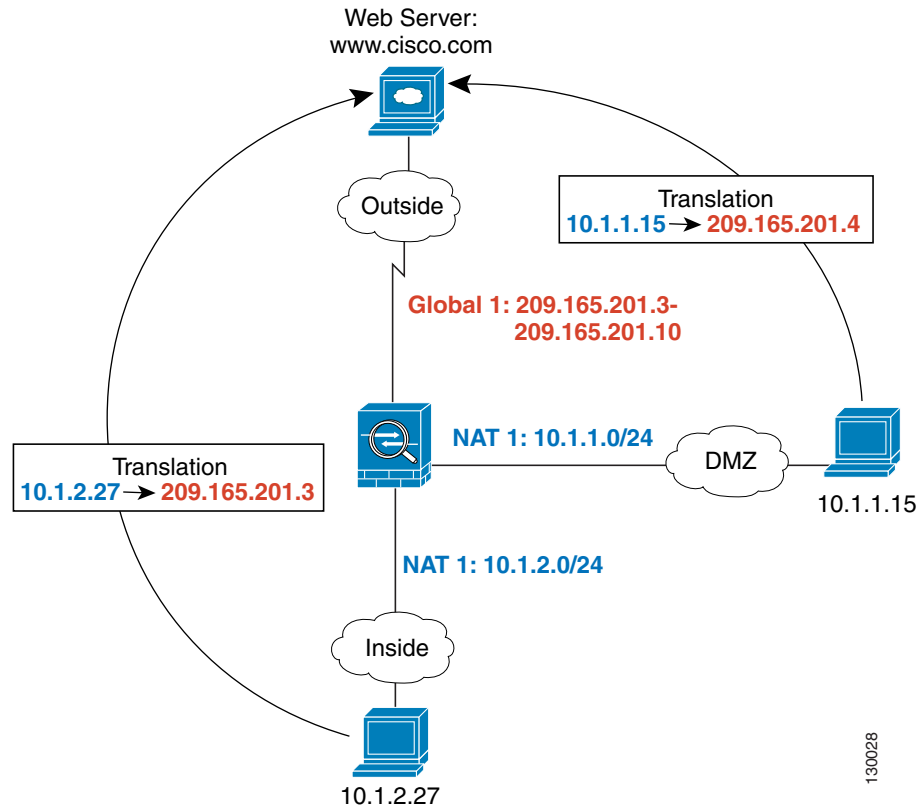 Web Server:
www.cisco.com
Outside
Translation
10.1.1.15 → 209.165.201.4
Global 1: 209.165.201.3-
209.165.201.10
NAT 1: 10.1.1.0/24
DMZ
10.1.1.15
Translation
10.1.2.27 → 209.165.201.3
NAT 1: 10.1.2.0/24
Inside
10.1.2.27
130028